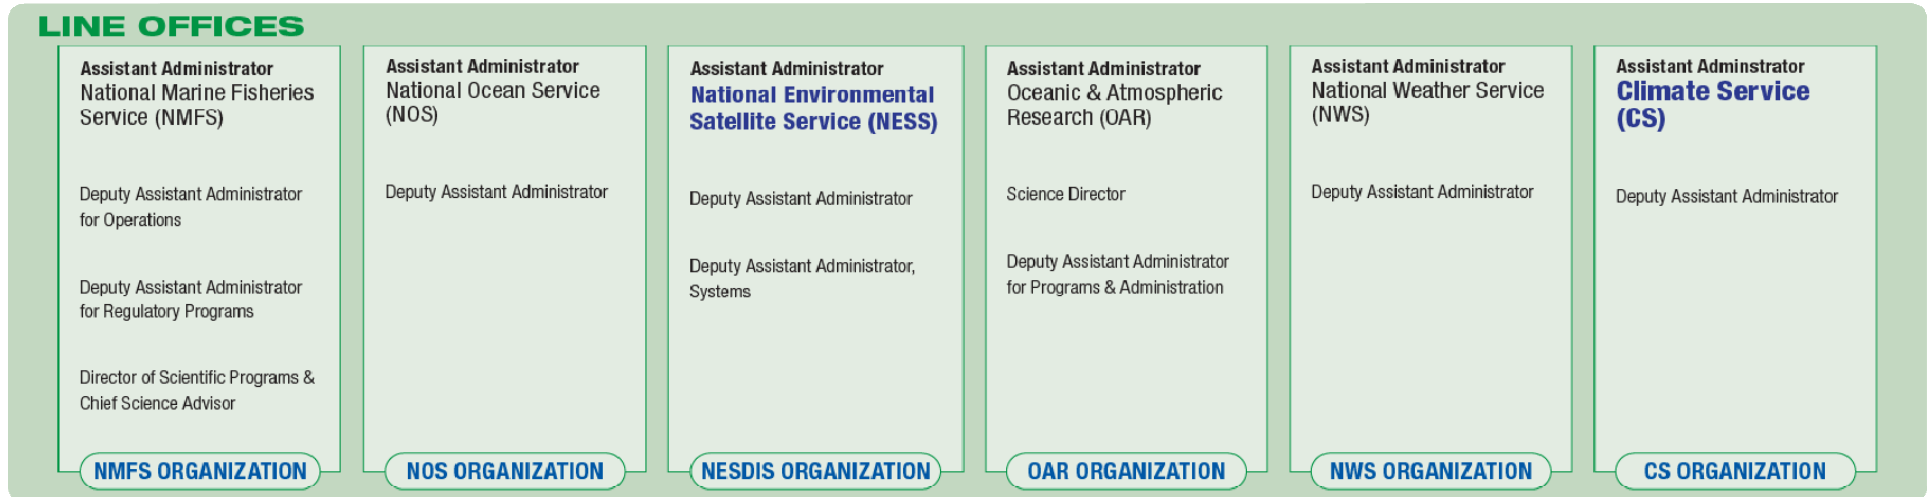 LINE OFFICES
Assistant Administrator
National Marine Fisheries
Service (NMFS)
Deputy Assistant Administrator
for Operations
Deputy Assistant Administrator
for Regulatory Programs
Director of Scientific Programs &
Chief Science Advisor
NMFS ORGANIZATION
Assistant Administrator
National Ocean Service
(NOS)
Deputy Assistant Administrator
NOS ORGANIZATION
Assistant Administrator
National Environmental
Satellite Service (NESS)
Deputy Assistant Administrator
Deputy Assistant Administrator,
Systems
NESDIS ORGANIZATION
Assistant Administrator
Oceanic & Atmospheric
Research (OAR)
Science Director
Deputy Assistant Administrator
for Programs & Administration
OAR ORGANIZATION
Assistant Administrator
National Weather Service
(NWS)
Deputy Assistant Administrator
NWS ORGANIZATION
Assistant Adminstrator
Climate Service
(CS)
Deputy Assistant Administrator
CS ORGANIZATION